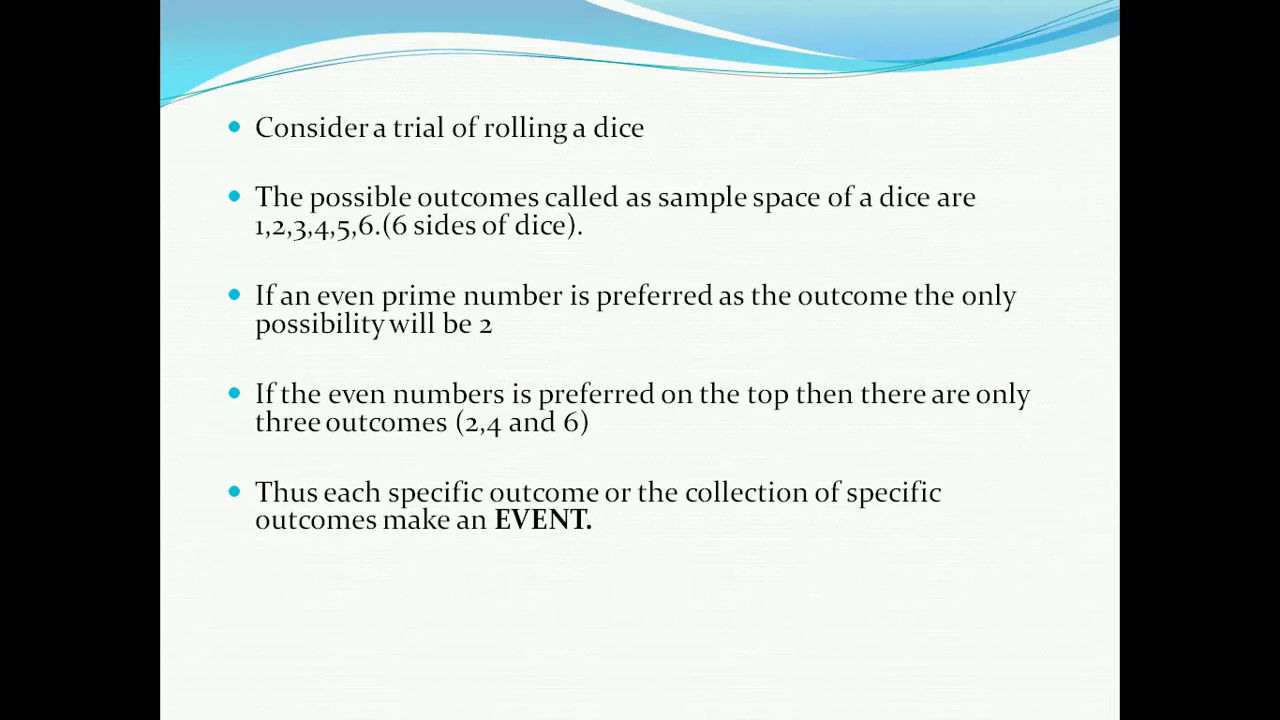 Consider a trial of rolling a dice
The possible outcomes called as sample space of a dice are
1,2,3,4,5,6.(6 sides of dice).
If an even prime number is preferred as the outcome the only
possibility will be 2
If the even numbers is preferred on the top then there are only
three outcomes (2,4 and 6)
Thus each specific outcome or the collection of specific
outcomes make an EVENT.